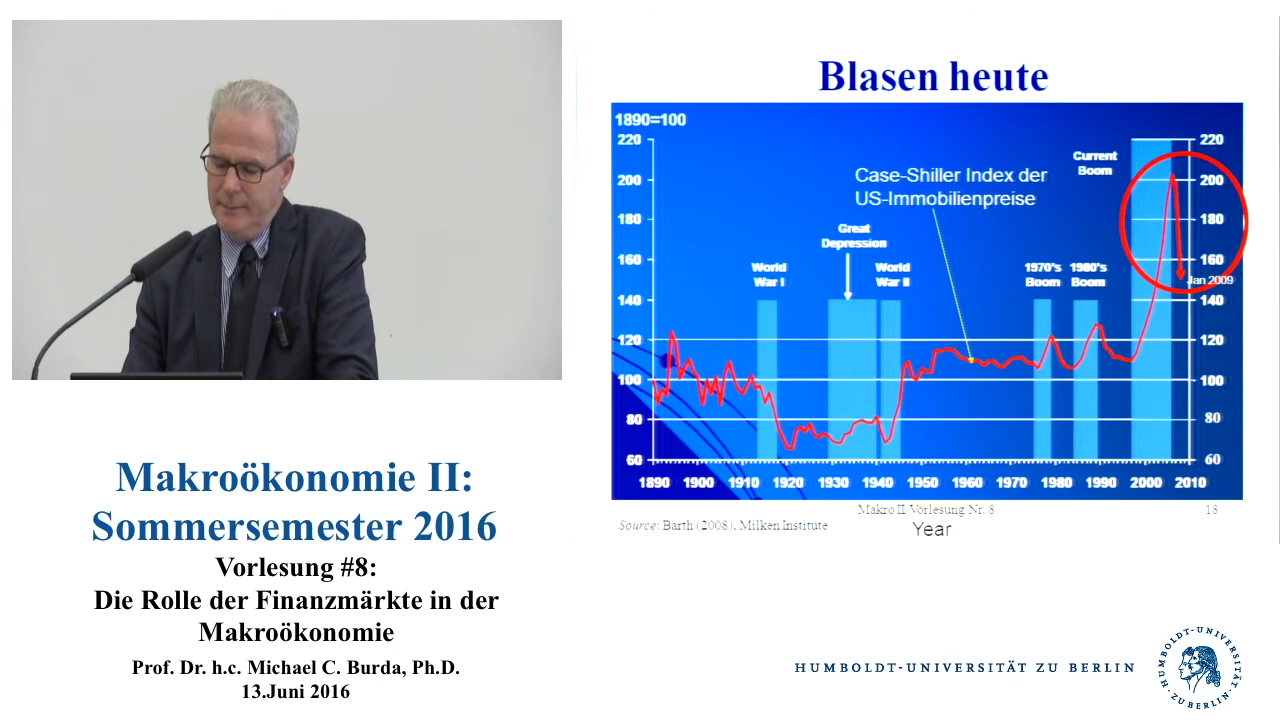 Blasen heute
1890=100
220
200
180
160
140
120
100
80
60
220
200
180
160
140
120
100
80
60
Current
Boom
Case-Shiller Index der
US-Immobilienpreise
Great
Depression
World
War I
World
War II
1970's
Boom
1980's
Boom
Jan 2009
1890 1900 1910 1920 1930 1940 1950 1960 1970 1980 1990 2000 2010
Makro II/Vorlesung Nr. 8
18
Source: Barth (2008), Milken Institute
Year
Makroökonomie II:
Sommersemester 2016
Vorlesung #8:
Die Rolle der Finanzmärkte in der
Makroökonomie
Prof. Dr. h.c. Michael C. Burda, Ph.D.
13.Juni 2016
HUMBOLDT-UNIVERSITÄT ZU BERLIN
HUMBOLDT-UNIVERSITÄT · ZU BERLIN ·